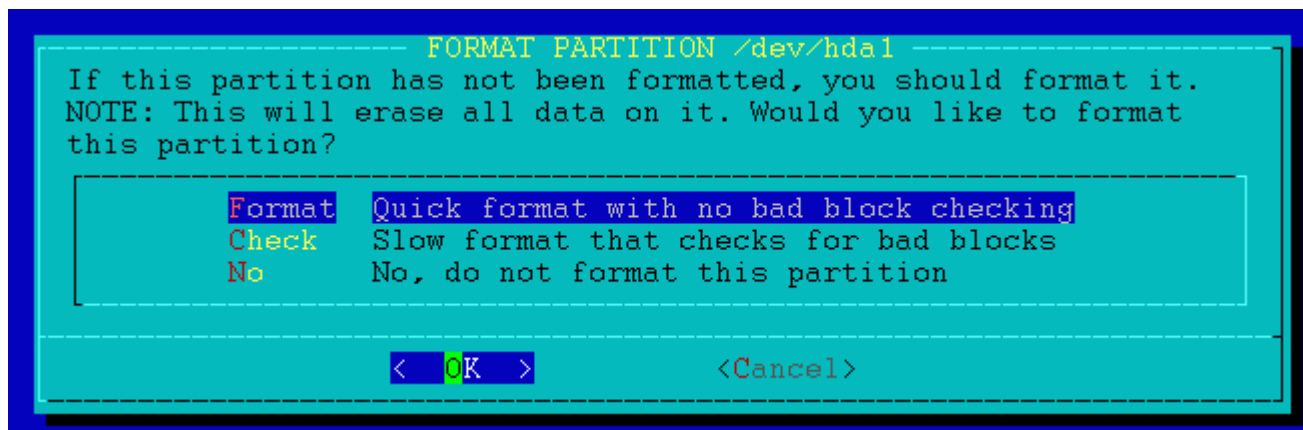 FORMAT PARTITION /dev/hda1
If this partition has not been formatted, you should format it.
NOTE: This will erase all data on it. Would you like to format
this partition?
Format Quick format with no bad block checking
Check Slow format that checks for bad blocks
No No, do not format this partition
< OK > <Cancel>